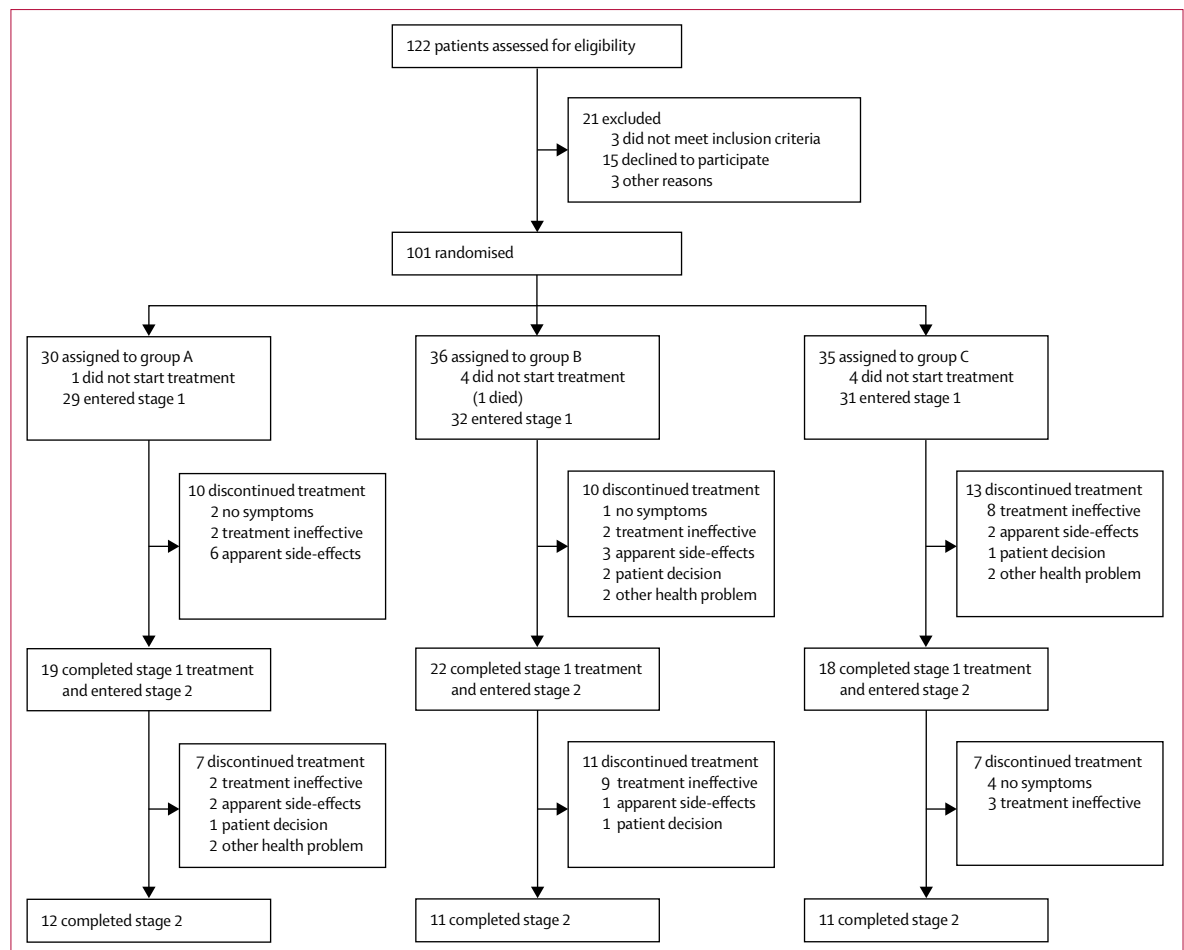 122 patients assessed for eligibility
21 excluded
3 did not meet inclusion criteria
15 declined to participate
3 other reasons
101 randomised
30 assigned to group A
1 did not start treatment
29 entered stage 1
36 assigned to group B
4 did not start treatment
(1 died)
32 entered stage 1
35 assigned to group C
4 did not start treatment
31 entered stage 1
10 discontinued treatment
2 no symptoms
2 treatment ineffective
6 apparent side-effects
10 discontinued treatment
1 no symptoms
2 treatment ineffective
3 apparent side-effects
2 patient decision
2 other health problem
13 discontinued treatment
8 treatment ineffective
2 apparent side-effects
1 patient decision
2 other health problem
19 completed stage 1 treatment
and entered stage 2
22 completed stage 1 treatment
and entered stage 2
18 completed stage 1 treatment
and entered stage 2
7 discontinued treatment
2 treatment ineffective
2 apparent side-effects
1 patient decision
2 other health problem
11 discontinued treatment
9 treatment ineffective
1 apparent side-effects
1 patient decision
7 discontinued treatment
4 no symptoms
3 treatment ineffective
12 completed stage 2
11 completed stage 2
11 completed stage 2